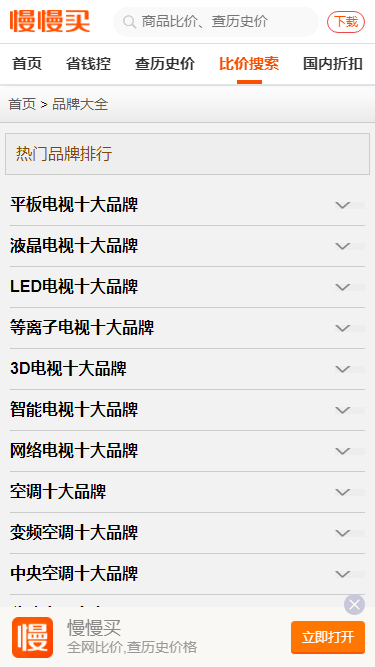 慢慢买
商品比价、查历史价
下载
首页 省钱控 查历史价 比价搜索 国内折扣
首页 > 品牌大全
热门品牌排行
平板电视十大品牌
液晶电视十大品牌
LED电视十大品牌
等离子电视十大品牌
3D电视十大品牌
智能电视十大品牌
网络电视十大品牌
空调十大品牌
变频空调十大品牌
中央空调十大品牌
慢
慢慢买
全网比价,查历史价格
立即打开